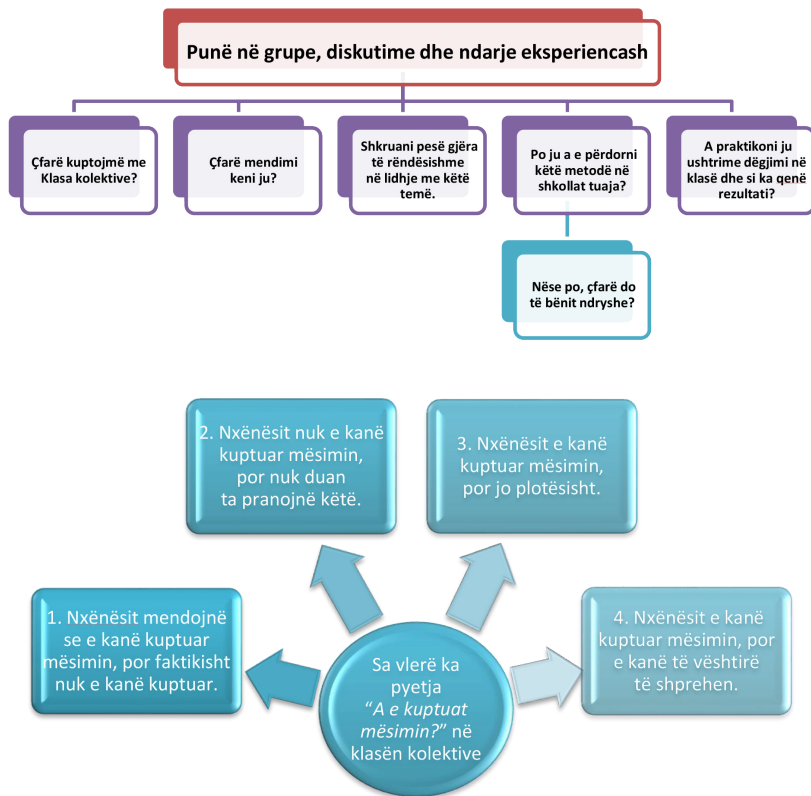 Punë në grupe, diskutime dhe ndarje eksperiencash
Çfarë kuptojmë me
Klasa kolektive?
Çfarë mendimi
keni ju?
Shkruani pesë gjëra
të rëndësishme
në lidhje me këtë
temë.
Po ju a e përdorni
këtë metodë në
shkollat tuaja?
A praktikoni ju
ushtrime dëgjimi në
klasë dhe si ka qenë
rezultati?
Nëse po, çfarë do
të bënit ndryshe?
2. Nxënësit nuk e kanë
kuptuar mësimin,
por nuk duan
ta pranojnë këtë.
3. Nxënësit e kanë
kuptuar mësimin,
por jo plotësisht.
1. Nxënësit mendojnë
se e kanë kuptuar
mësimin, por faktikisht
nuk e kanë kuptuar.
4. Nxënësit e kanë
kuptuar mësimin, por
e kanë të vështirë
të shprehen.
Sa vlerë ka
pyetja
“A e kuptuat
mësimin?” në
klasën kolektive